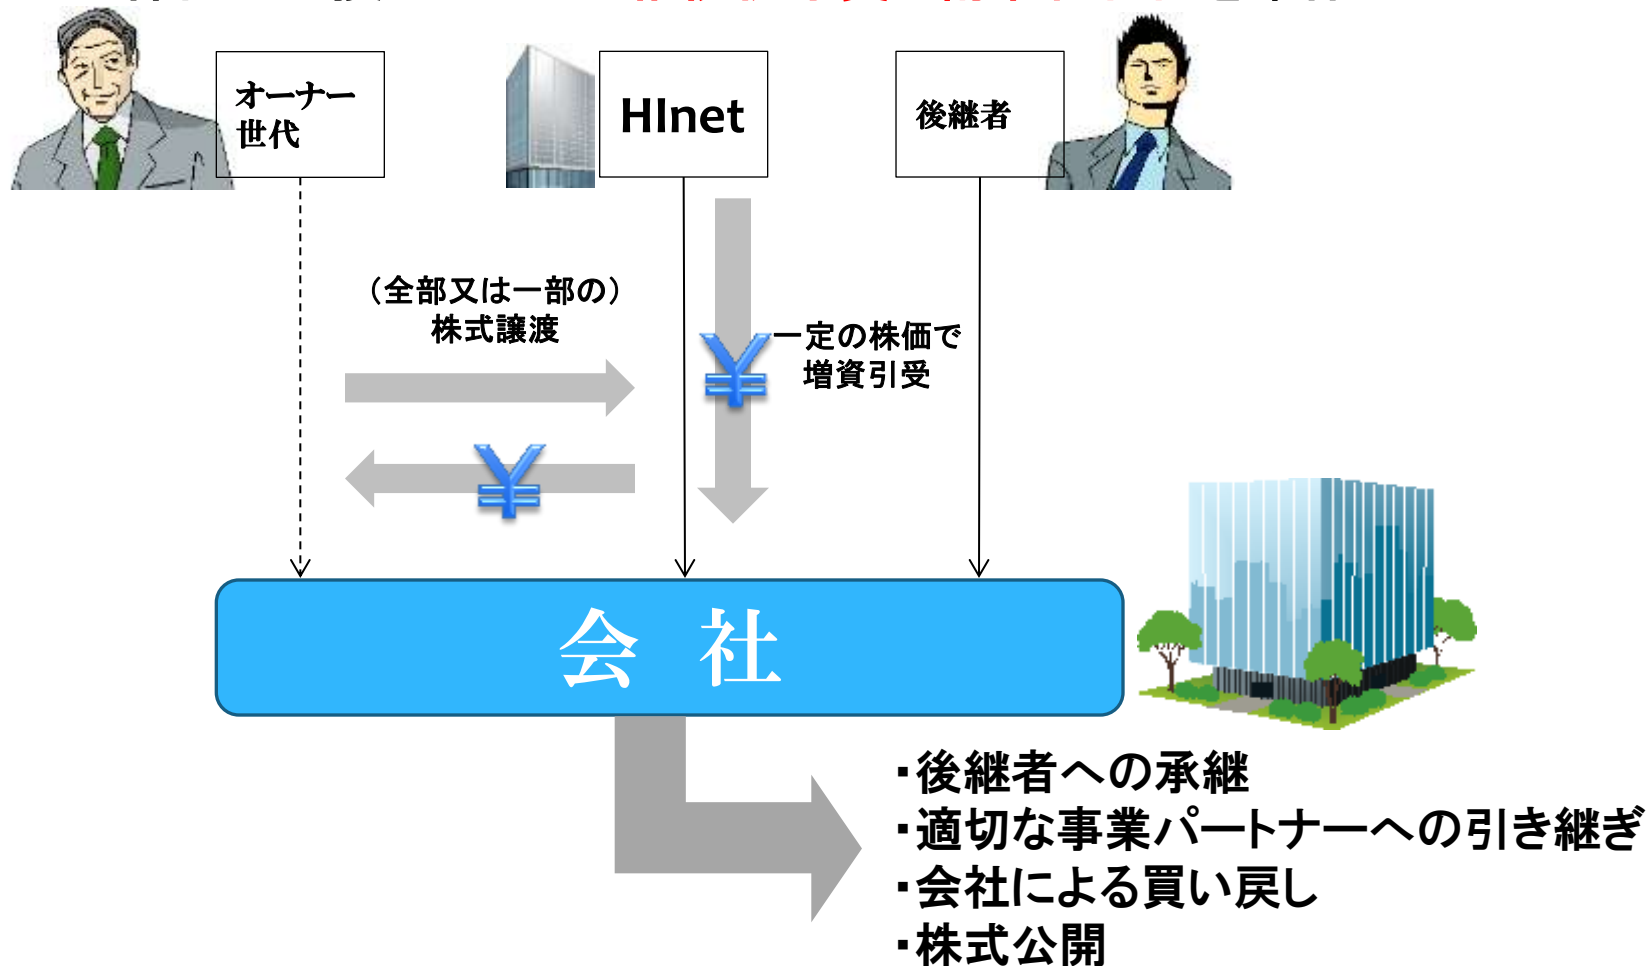 オーナー
世代
HInet
後継者
（全部又は一部の）
株式譲渡
一定の株価で
増資引受
会 社
・後継者への承継
・適切な事業パートナーへの引き継ぎ
・会社による買い戻し
・株式公開